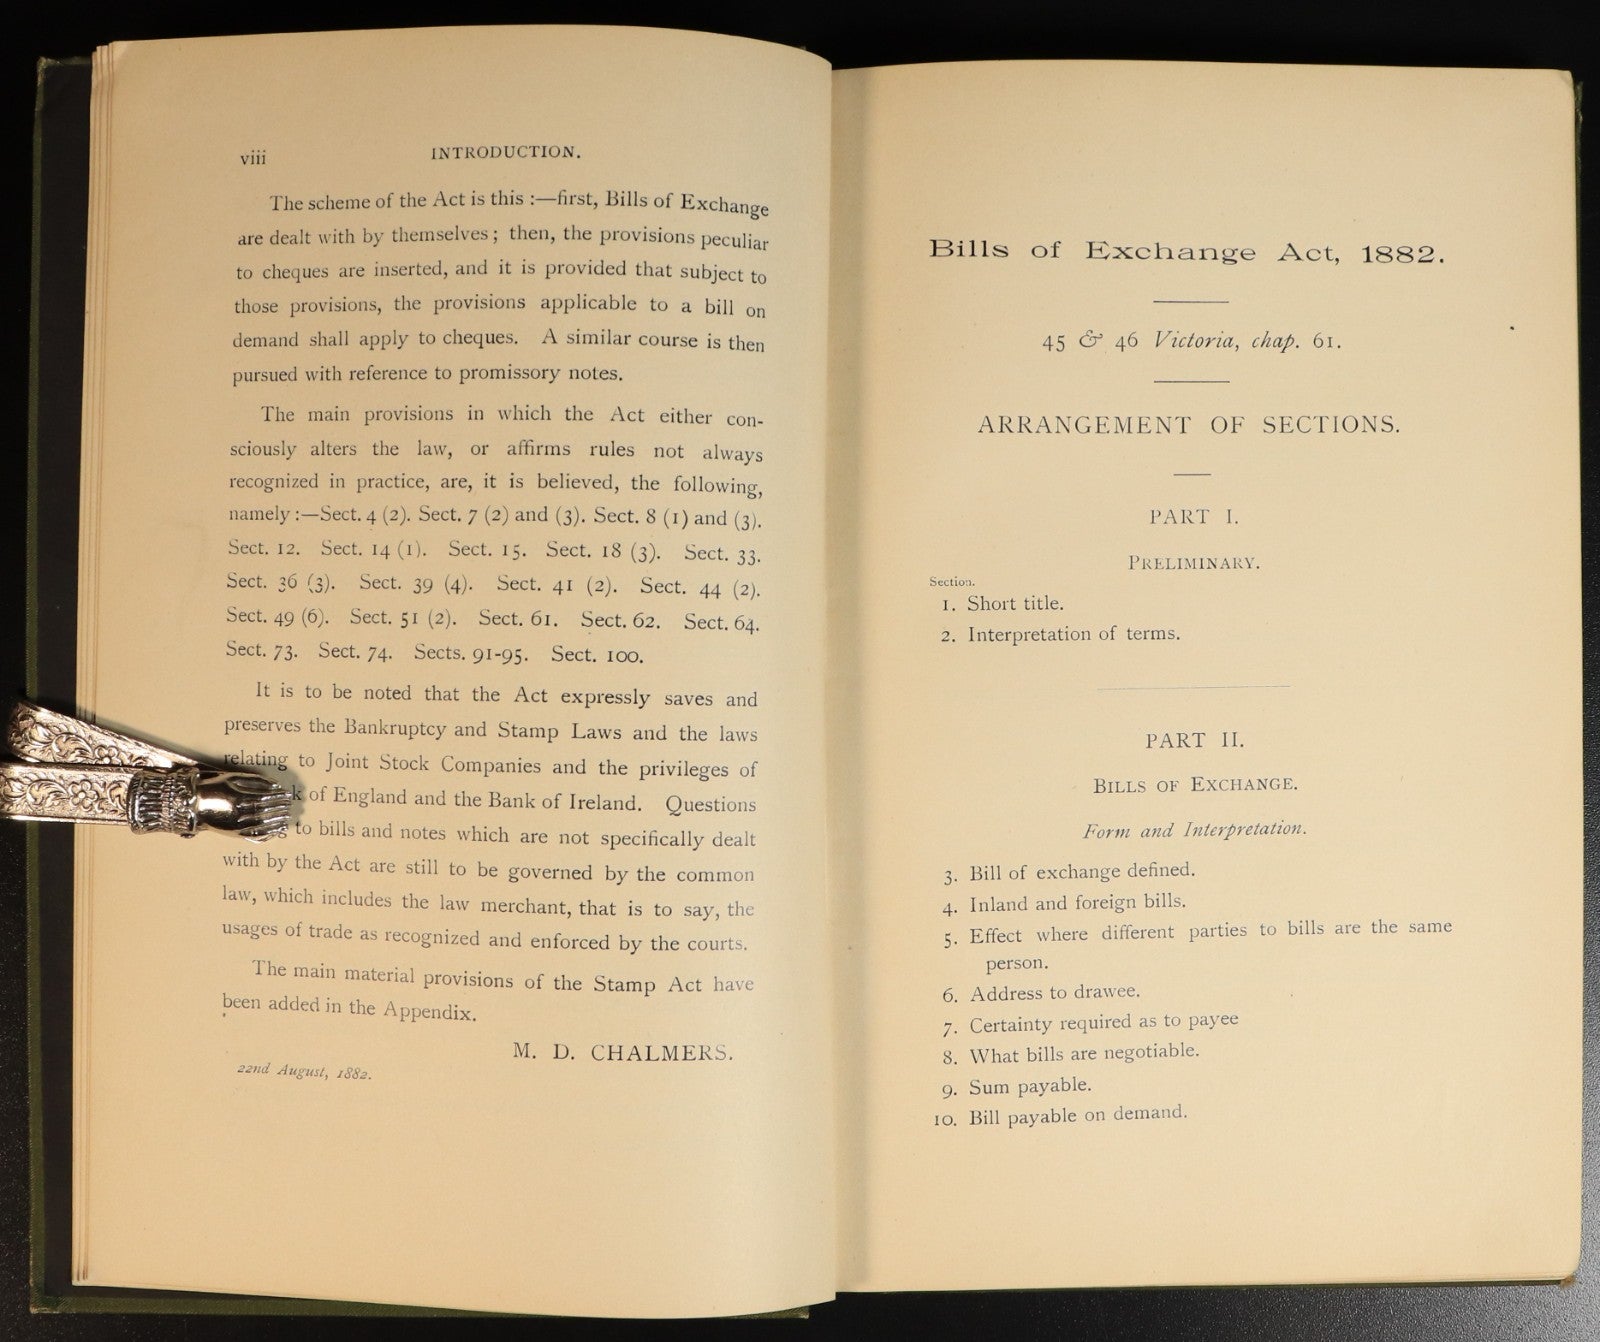 viii
INTRODUCTION.
The scheme of the Act is this :—first, Bills of Exchange
are dealt with by themselves; then, the provisions peculiar
to cheques are inserted, and it is provided that subject to
those provisions, the provisions applicable to a bill on
demand shall apply to cheques. A similar course is then
pursued with reference to promissory notes.
The main provisions in which the Act either con-
sciously alters the law, or affirms rules not always
recognized in practice, are, it is believed, the following,
namely :—Sect. 4 (2). Sect. 7 (2) and (3). Sect. 8 (1) and (3).
Sect. 12. Sect. 14 (1). Sect. 15. Sect. 18 (3). Sect. 33.
Sect. 36 (3). Sect. 39 (4). Sect. 41 (2). Sect. 44 (2).
Sect. 49 (6). Sect. 51 (2). Sect. 61. Sect. 62. Sect. 64.
Sect. 73. Sect. 74. Sects. 91-95. Sect. 100.
It is to be noted that the Act expressly saves and
preserves the Bankruptcy and Stamp Laws and the laws
relating to Joint Stock Companies and the privileges of
of England and the Bank of Ireland. Questions
to bills and notes which are not specifically dealt
with by the Act are still to be governed by the common
law, which includes the law merchant, that is to say, the
usages of trade as recognized and enforced by the courts.
The main material provisions of the Stamp Act have
been added in the Appendix.
M. D. CHALMERS.
22nd August, 1882.
Bills of Exchange Act, 1882.
45 & 46 Victoria, chap. 61.
ARRANGEMENT OF SECTIONS.
PART I.
PRELIMINARY.
Section.
1. Short title.
2. Interpretation of terms.
PART II.
BILLS OF EXCHANGE.
Form and Interpretation.
3. Bill of exchange defined.
4. Inland and foreign bills.
5. Effect where different parties to bills are the same
person.
6. Address to drawee.
7. Certainty required as to payee
8. What bills are negotiable.
9. Sum payable.
10. Bill payable on demand.